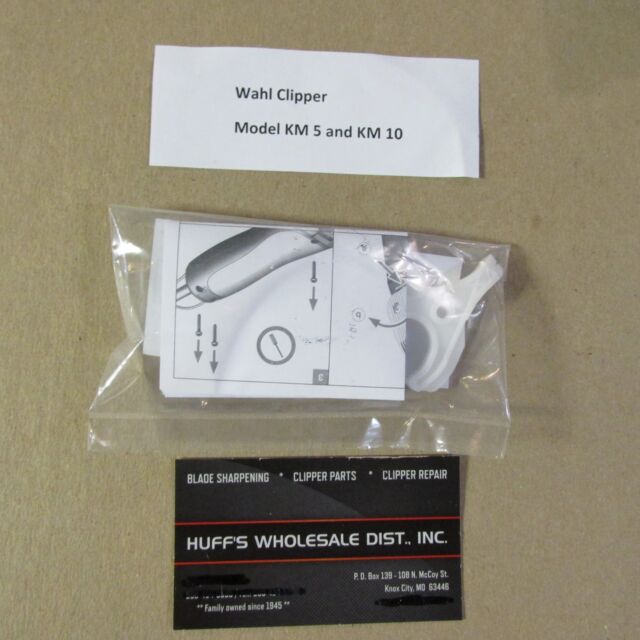 Wahl Clipper
Model KM 5 and KM 10
BLADE SHARPENING * CLIPPER PARTS * CLIPPER REPAIR
HUFF'S WHOLESALE DIST., INC.
P. O. Box 139 - 108 N. McCoy St.
Knox City, MO 63446
** Family owned since 1945 **